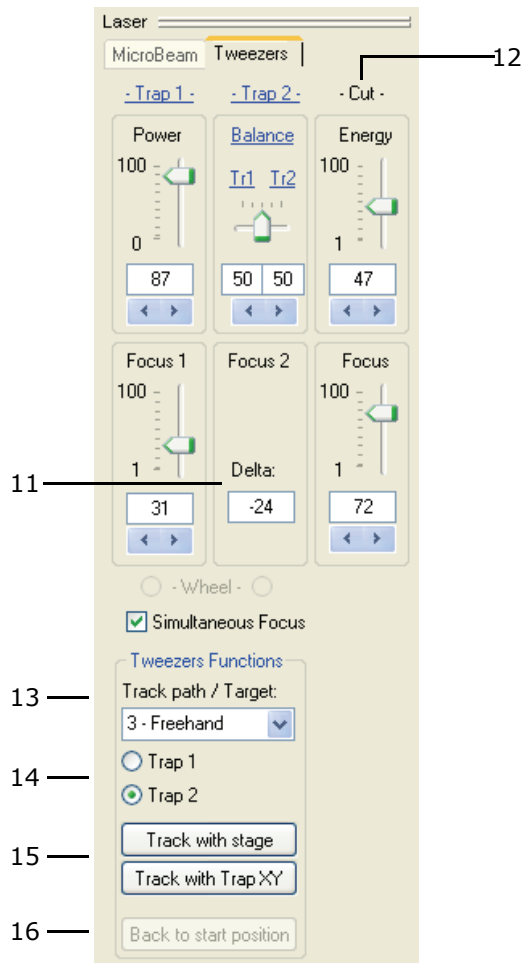 Laser
MicroBeam Tweezers
12
- Trap 1 - - Trap 2 - - Cut -
Power Balance Energy
100 100
Tr1 Tr2
0 1
87 50 50 47
Focus 1 Focus 2 Focus
100 100
1 Delta: 1
11
31 -24 72
- Wheel -
Simultaneous Focus
Tweezers Functions
13 Track path / Target:
3 - Freehand
Trap 1
14
Trap 2
Track with stage
15
Track with Trap XY
16 Back to start position